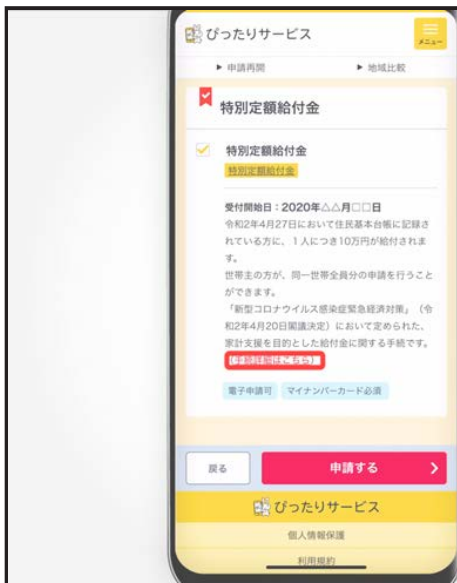 ぴったりサービス
メニュー
▶ 申請再開
▶ 地域比較
特別定額給付金
特別定額給付金
特別定額給付金
受付開始日:2020年△△月□□日
令和2年4月27日において住民基本台帳に記録さ
れている方に、1人につき10万円が給付されま
す。
世帯主の方が、同一世帯全員分の申請を行うこと
ができます。
「新型コロナウイルス感染症緊急経済対策」(令
和2年4月20日閣議決定)において定められた、
家計支援を目的とした給付金に関する手続です。
(手続詳細はこちら)
電子申請可
マイナンバーカード必須
戻る
申請する
ぴったりサービス
個人情報保護
利用規約